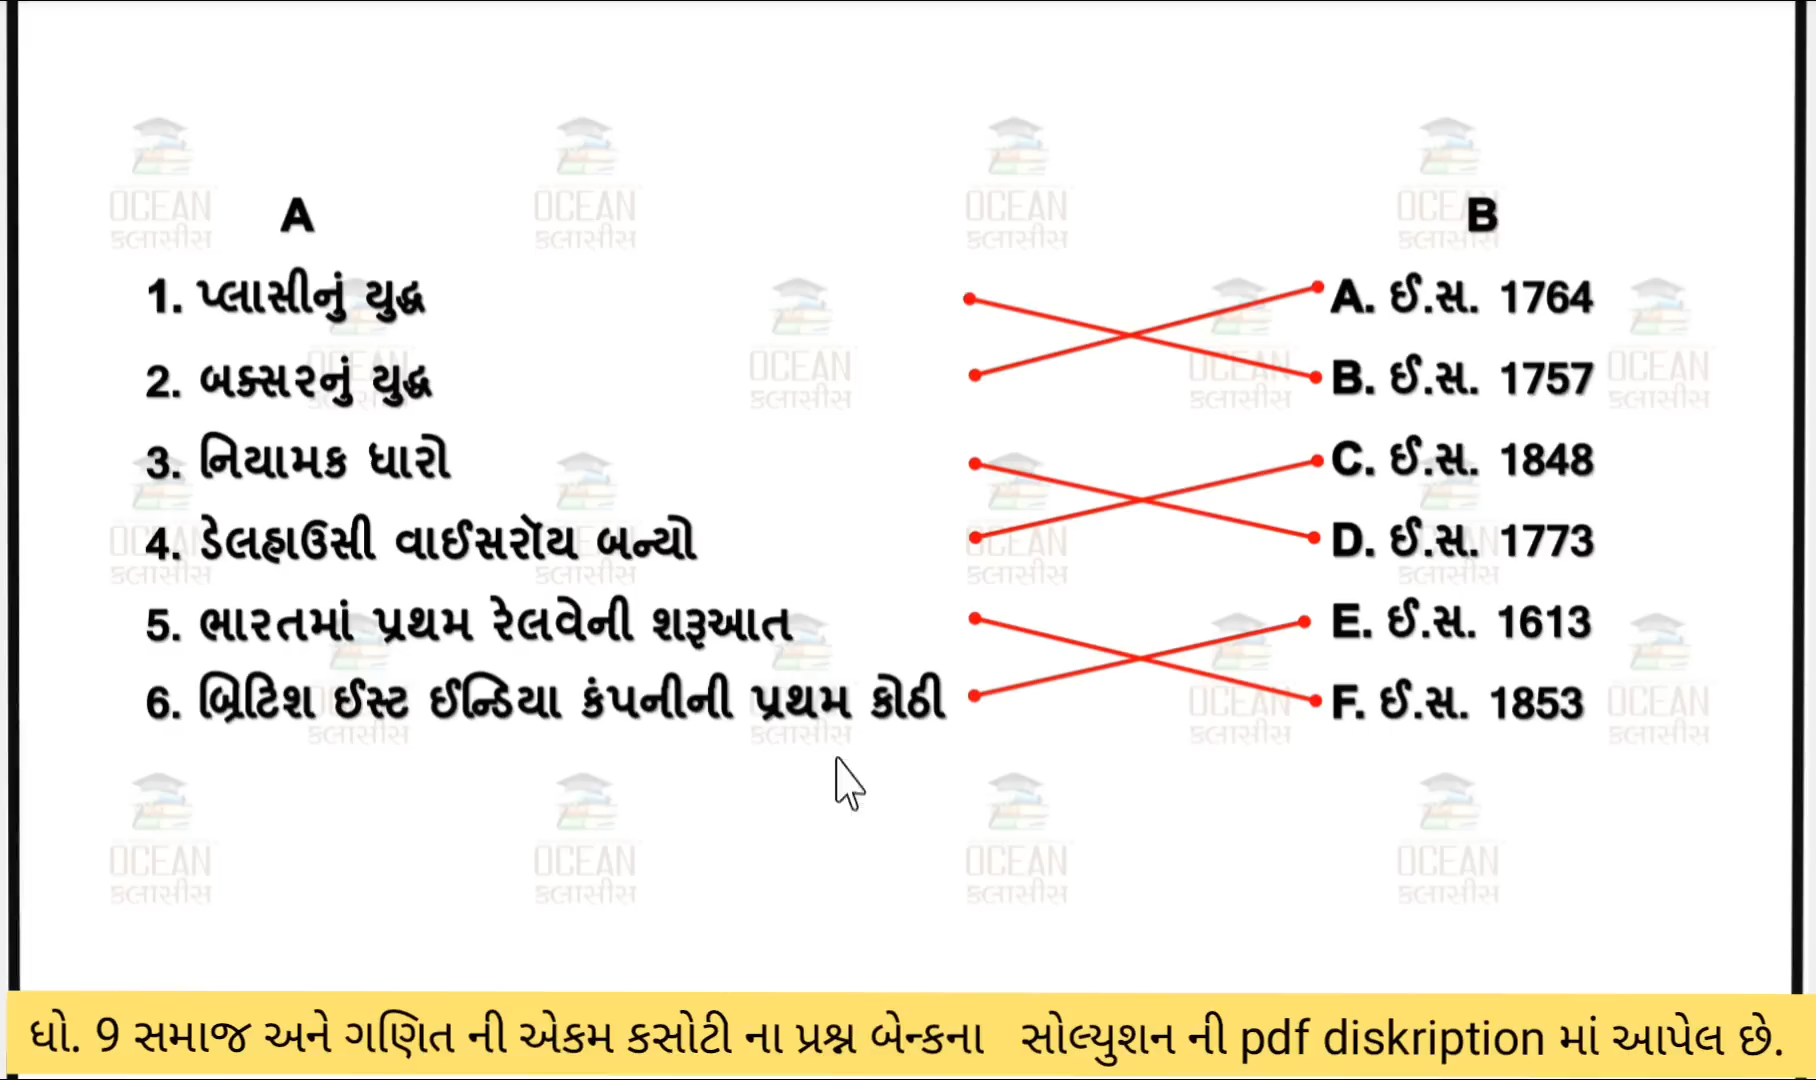 A B
1. પ્લાસીનું યુદ્ધ A. ઈ.સ. 1764
2. બક્સરનું યુદ્ધ B. ઈ.સ. 1757
3. નિયામક ધારો C. ઈ.સ. 1848
4. ડેલહાઉસી વાઈસરૉય બન્યો D. ઈ.સ. 1773
5. ભારતમાં પ્રથમ રેલવેની શરૂઆત E. ઈ.સ. 1613
6. બ્રિટિશ ઈસ્ટ ઈન્ડિયા કંપનીની પ્રથમ કોઠી F. ઈ.સ. 1853
OCEAN
ક્લાસીસ
ધો. 9 સમાજ અને ગણિત ની એકમ કસોટી ના પ્રશ્ન બેન્કના સોલ્યુશન ની pdf diskription માં આપેલ છે.